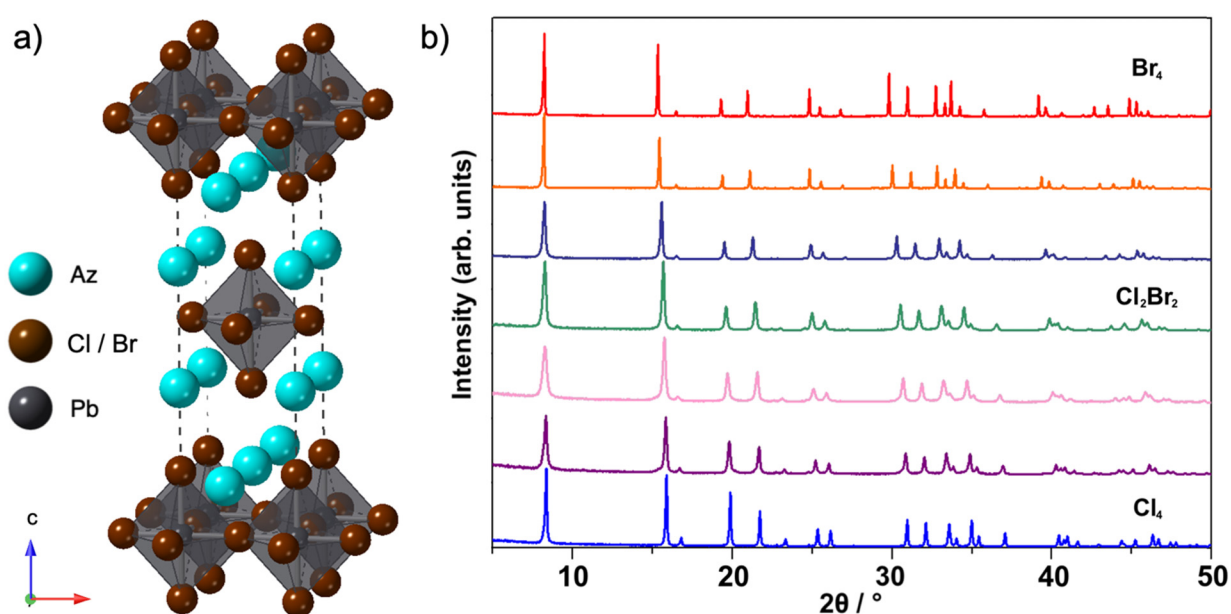 a)
Az
Cl / Br
Pb
c
b)
Intensity (arb. units)
Br₄
Cl₂Br₂
Cl₄
10 20 30 40 50
2θ / °